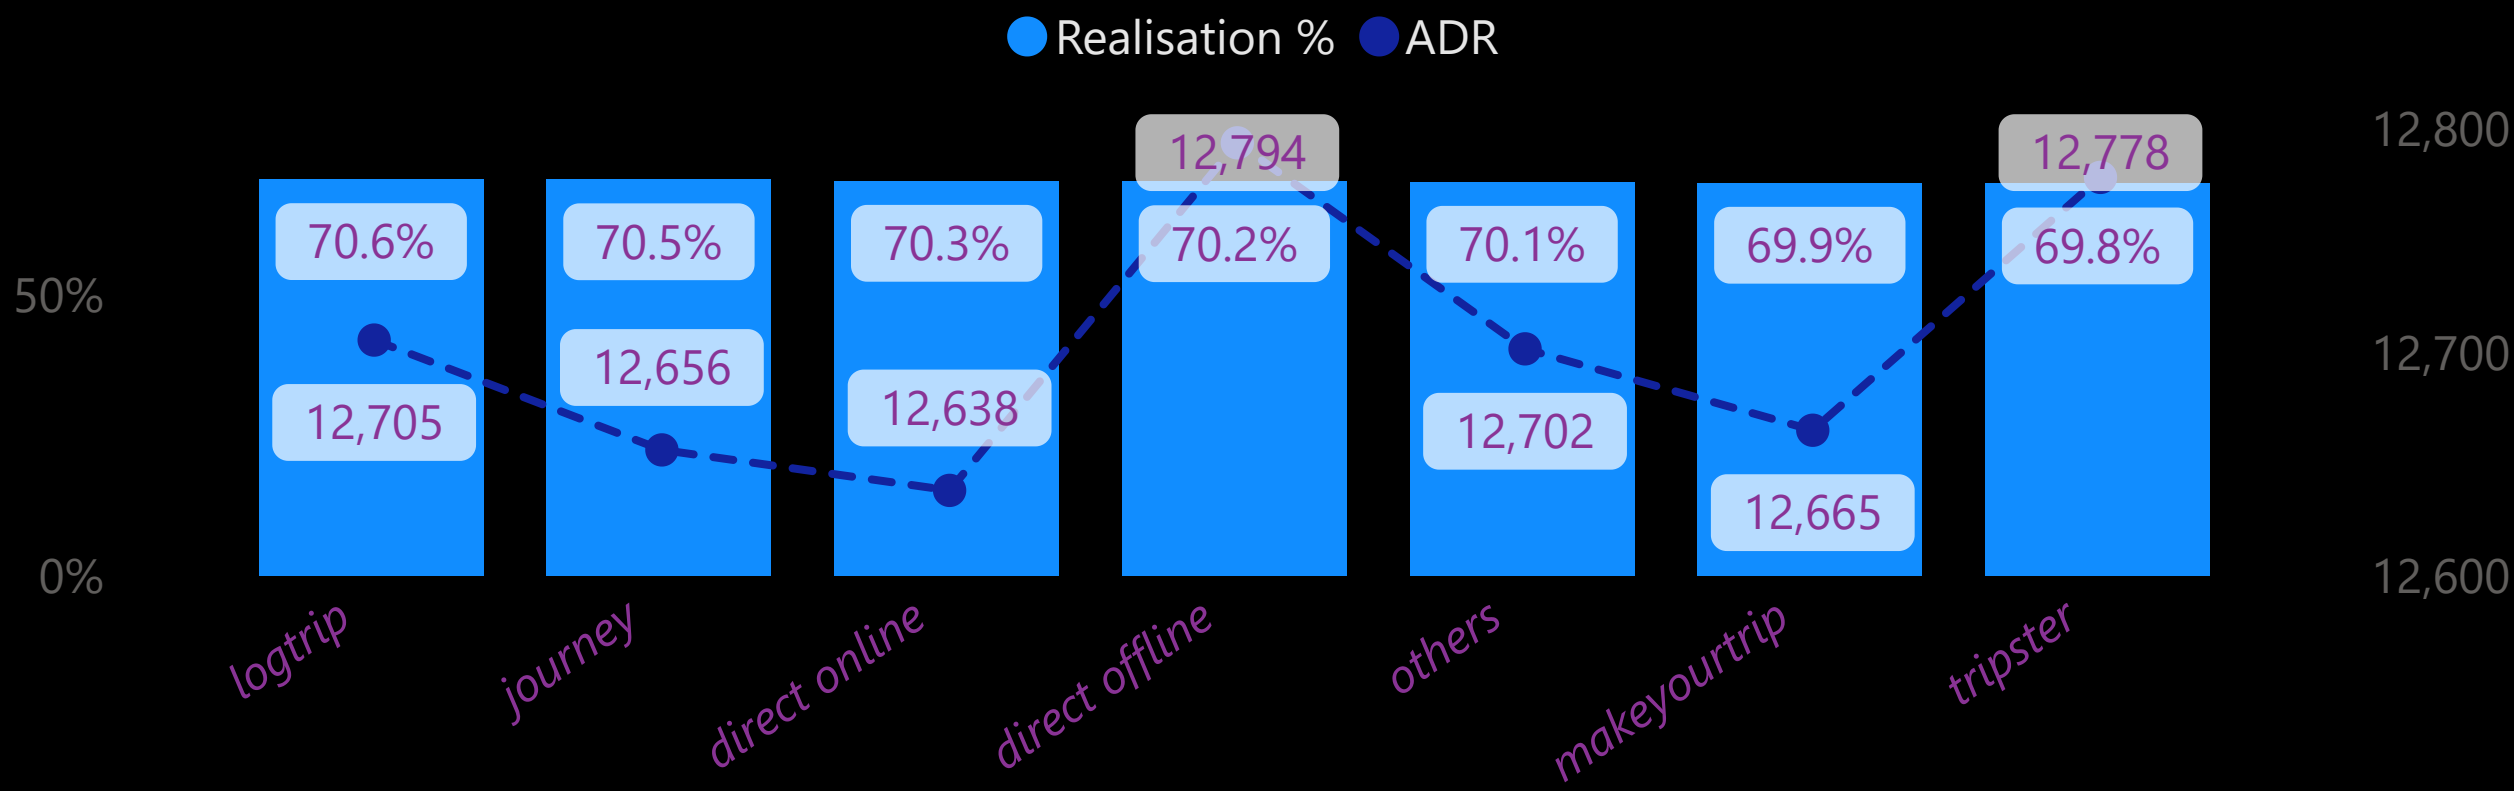 Realisation % ADR
12,800
12,794
12,778
70.6%
70.5%
70.3%
70.2%
70.1%
69.9%
69.8%
50%
12,700
12,656
12,638
12,705
12,702
12,665
0%
12,600
logtrip
journey
direct online
direct offline
others
makeyourtrip
tripster